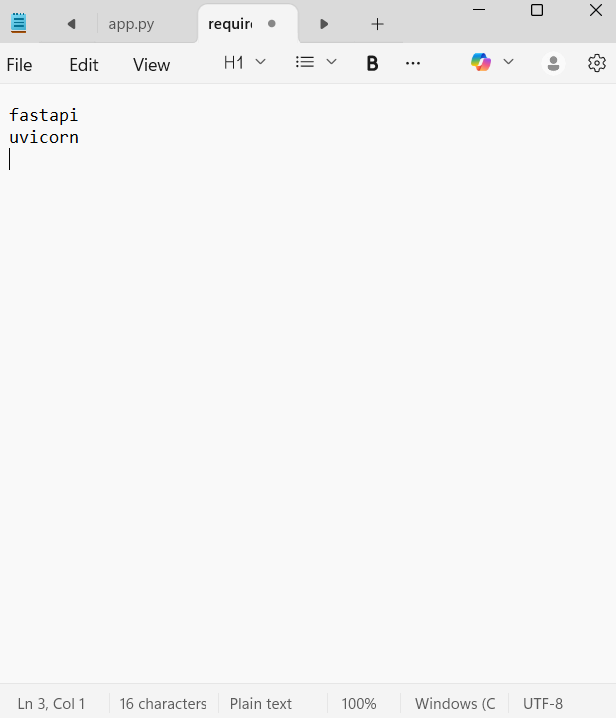 app.py
require
File
Edit
View
H1
B
fastapi
uvicorn
Ln 3, Col 1
16 characters
Plain text
100%
Windows (C
UTF-8